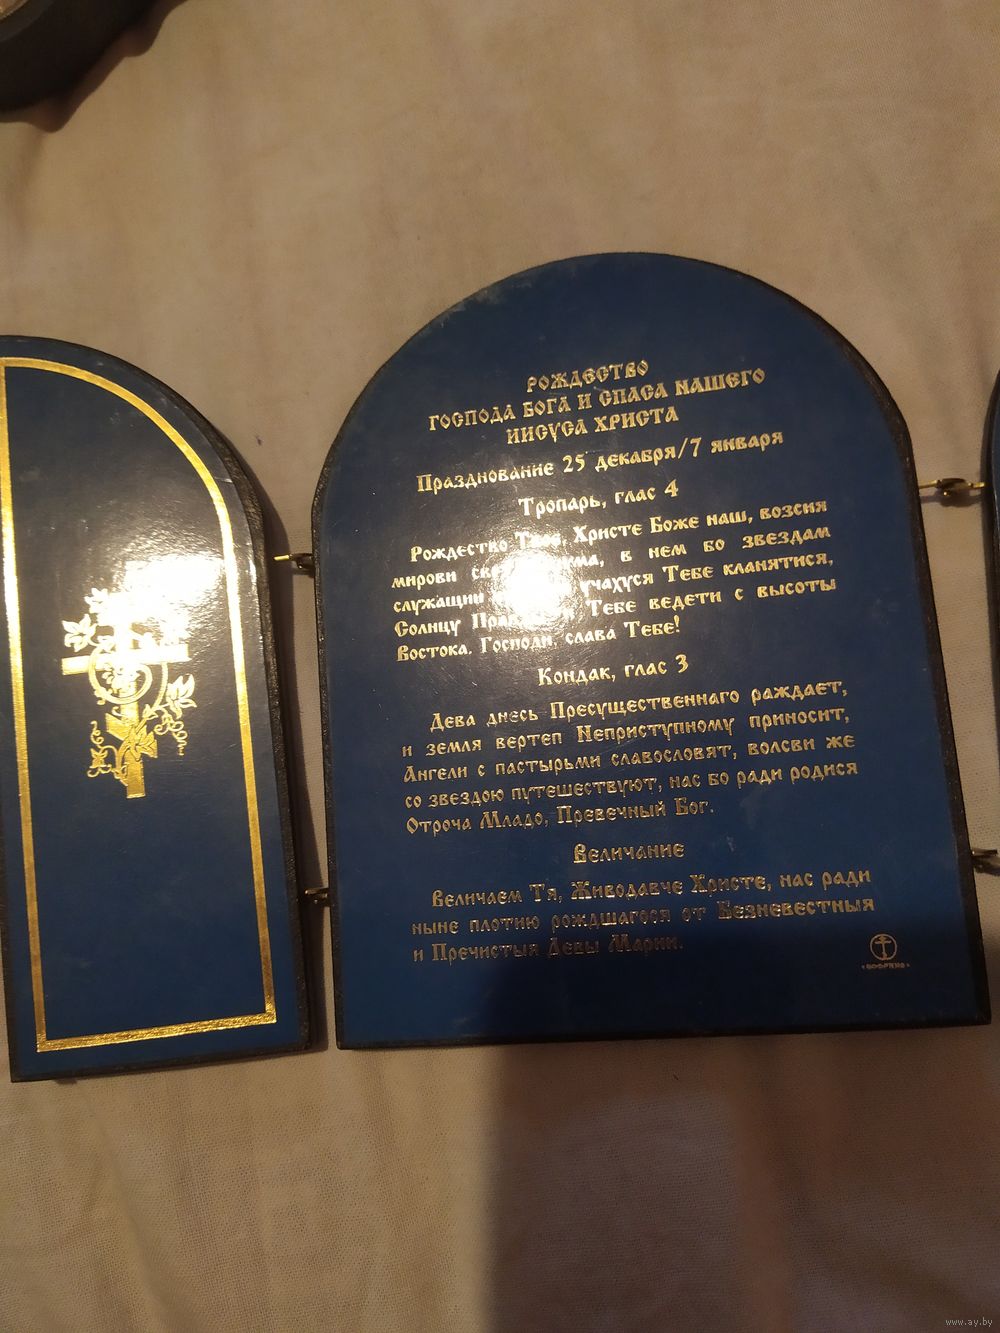 РОЖДЕСТВО
ГОСПОДА БОГА И СПАСА НАШЕГО
ИИСУСА ХРИСТА
Празднование 25 декабря/7 января
Тропарь, глас 4
Рождество Христе Боже наш, возсия
мирови в нем бо звездам
служащии учахуся Тебе кланятися,
Солнцу Тебе ведети с высоты
Востока. Господи, слава Тебе!
Кондак, глас 3
Дева днесь Пресущественнаго раждает,
и земля вертеп Неприступному приносит,
Ангели с пастырьми славословят, волсви же
со звездою путешествуют, нас бо ради родися
Отроча Младо, Превечный Бог.
Величание
Величаем Тя, Живодавче Христе, нас ради
ныне плотию рождшагося от Безневестныя
и Пречистыя Девы Марии.
www.ay.by